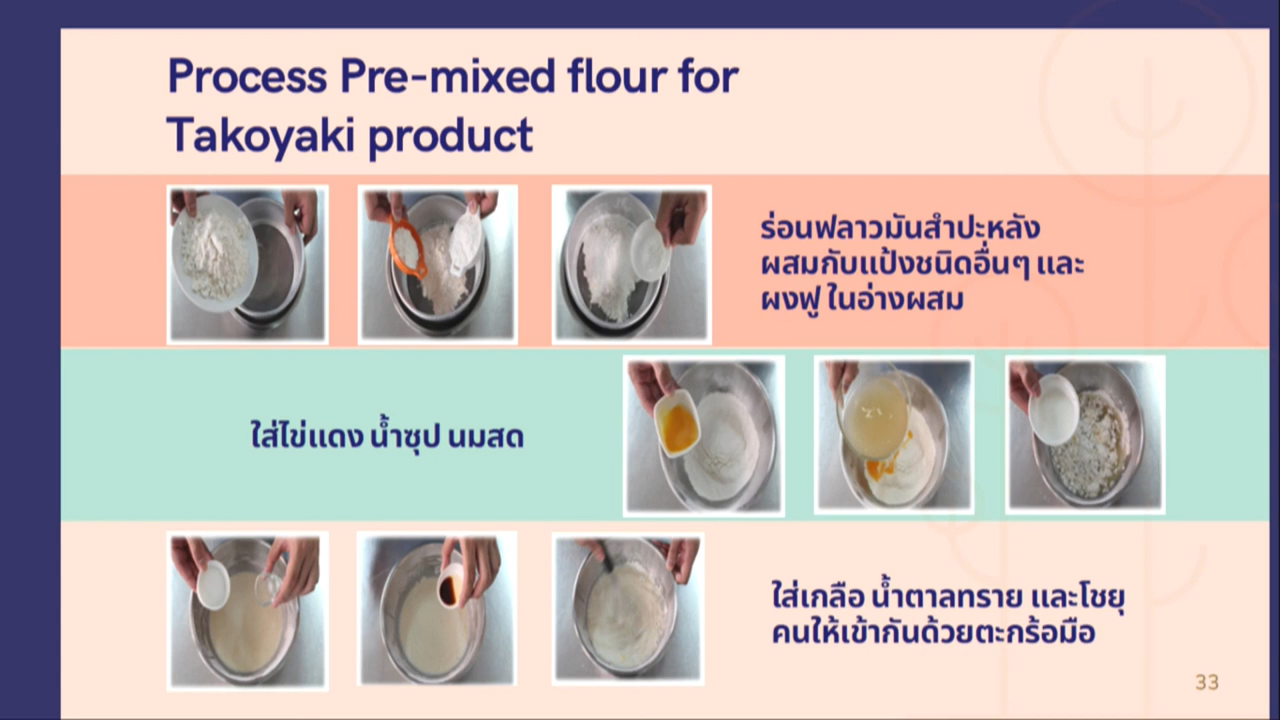 Process Pre-mixed flour for
Takoyaki product
ร่อนฟลาวมันสำปะหลัง
ผสมกับแป้งชนิดอื่นๆ และ
ผงฟู ในอ่างผสม
ใส่ไข่แดง น้ำซุป นมสด
ใส่เกลือ น้ำตาลทราย และโชยุ
คนให้เข้ากันด้วยตะกร้อมือ
33